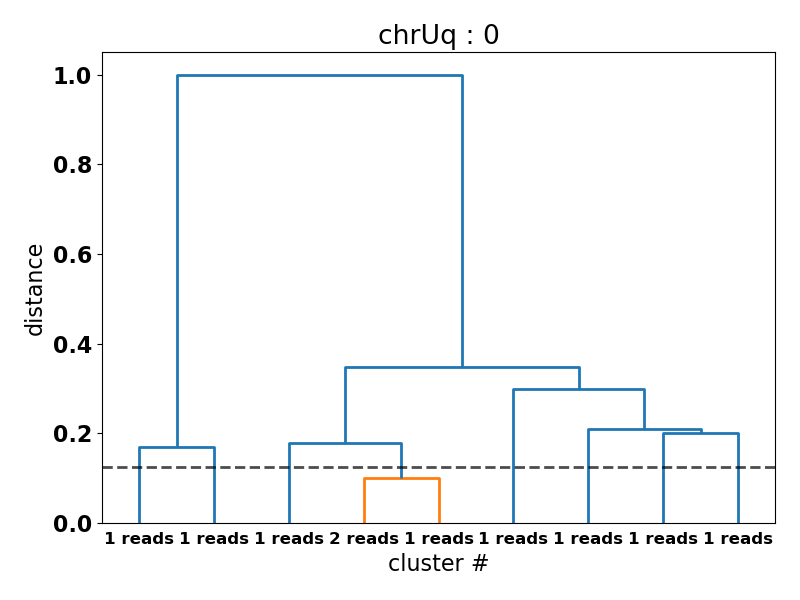 chrUq : 0
1.0
0.8
0.6
0.4
0.2
0.0
distance
1 reads 1 reads 1 reads 2 reads 1 reads 1 reads 1 reads 1 reads 1 reads
cluster #